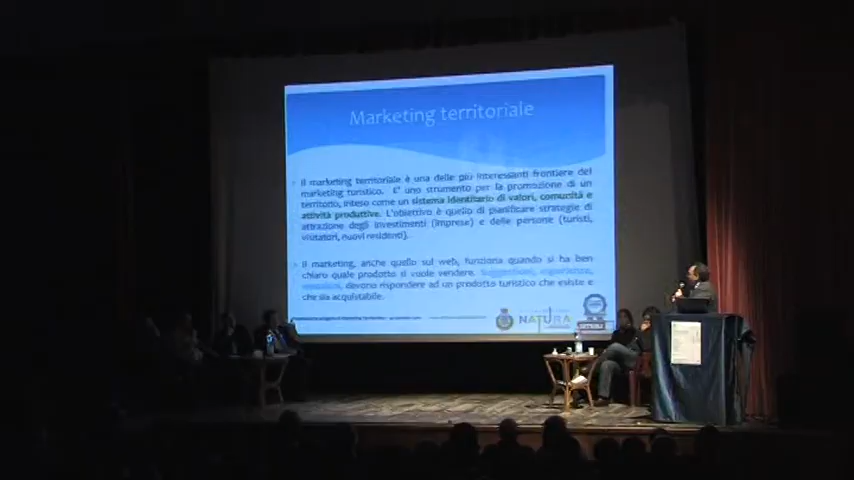 Marketing territoriale
Il marketing territoriale è una delle più interessanti frontiere del
marketing turistico. E' uno strumento per la promozione di un
territorio, inteso come un sistema identitario di valori, comunità e
attività produttive. L'obiettivo è quello di pianificare strategie di
attrazione degli investimenti (imprese) e delle persone (turisti,
visitatori, nuovi residenti).
Il marketing, anche quello sul web, funziona quando si ha ben
chiaro quale prodotto si vuole vendere. Suggestioni, esperienze,
devono rispondere ad un prodotto turistico che esiste e
che sia acquistabile.
NATURA